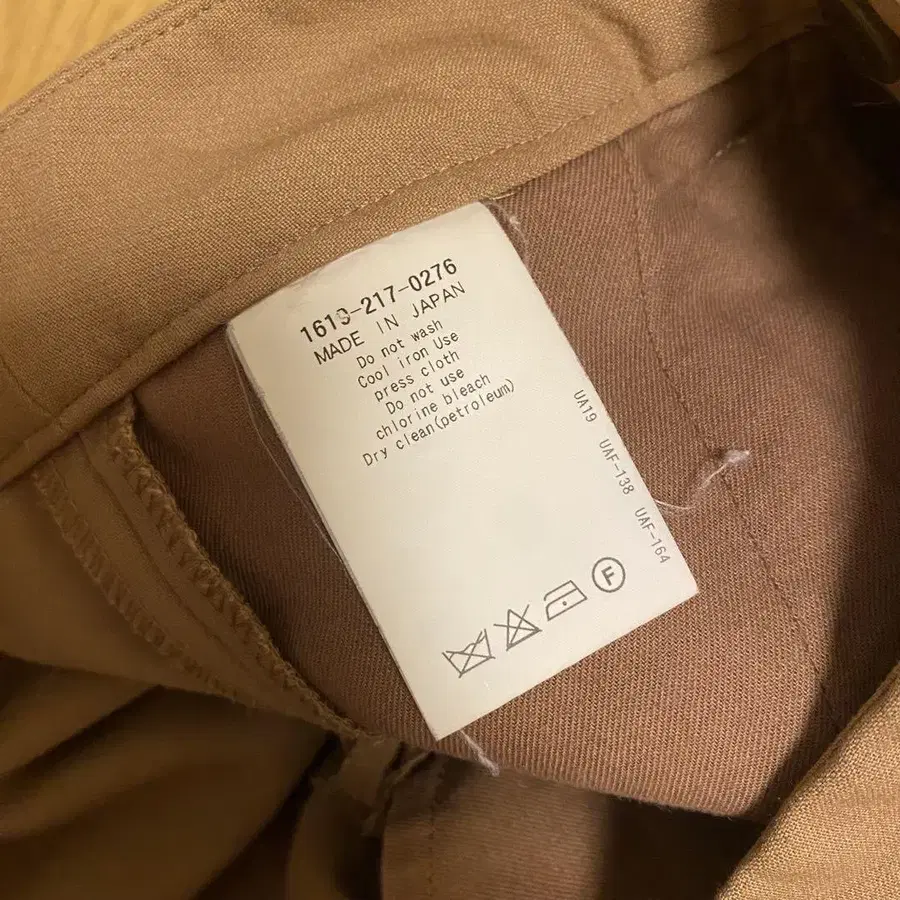 1619-217-0276
MADE IN JAPAN
Do not wash
Cool iron Use
press cloth
Do not use
chlorine bleach
Dry clean(petroleum)
UA19 UAF-138 UAF-164
F